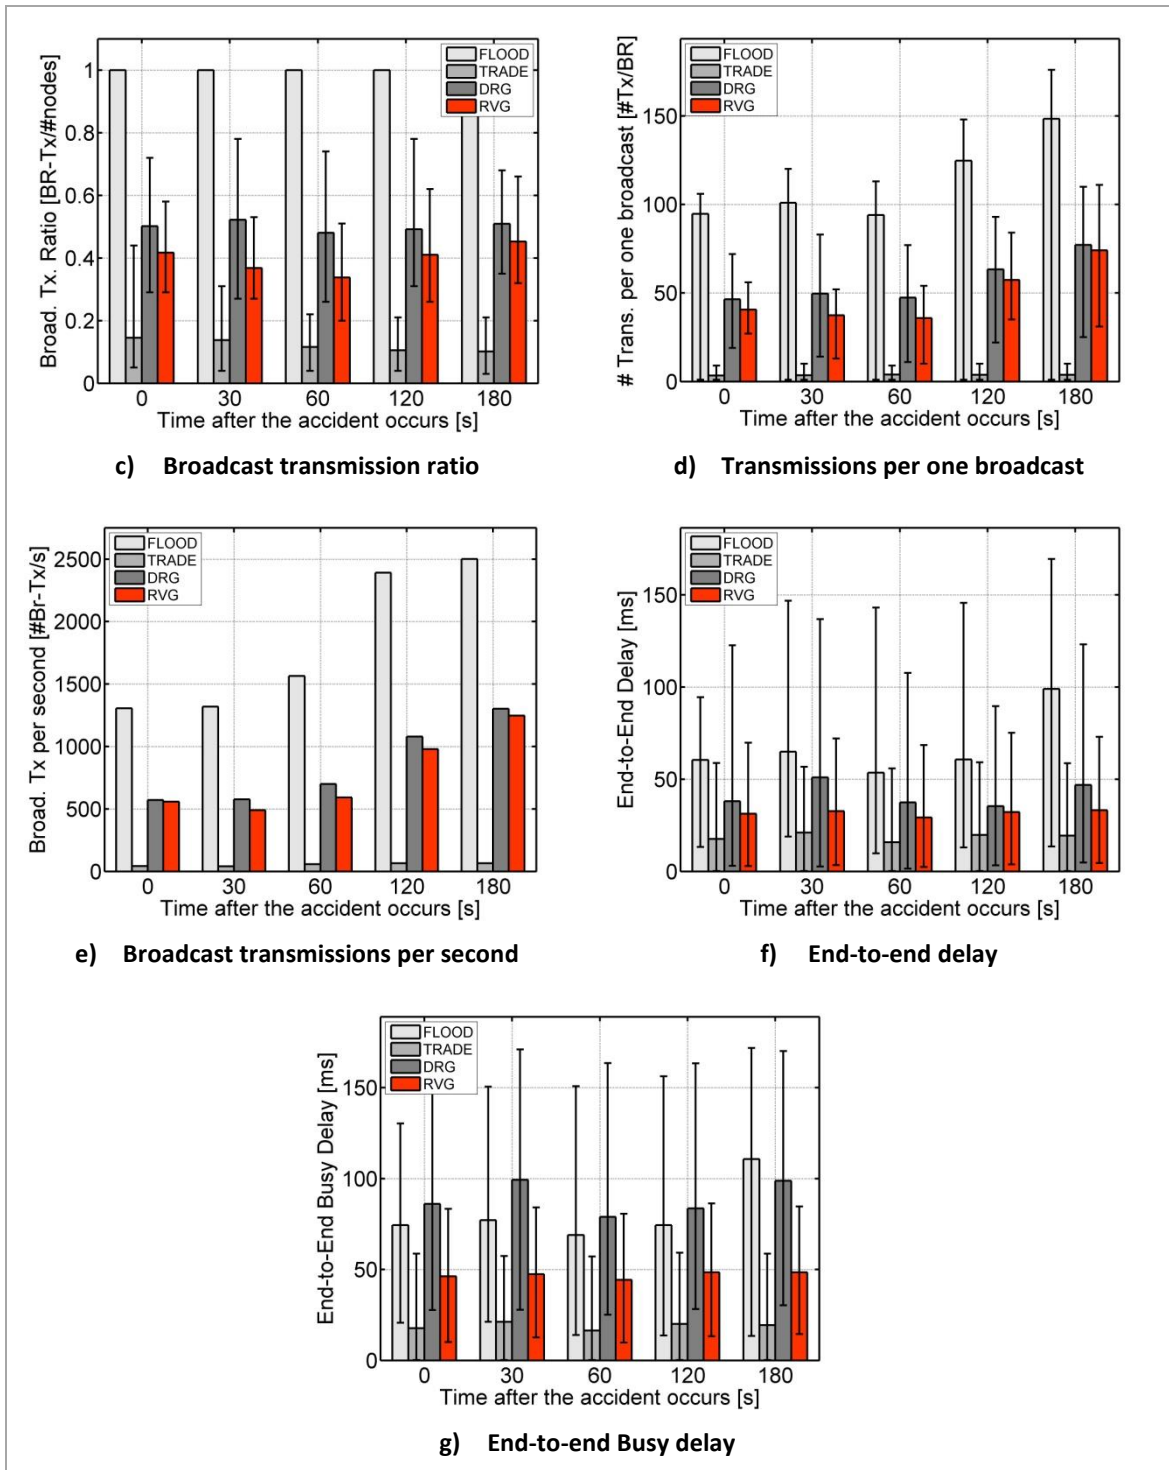 Broad. Tx. Ratio [BR-Tx/#nodes]
1
0.8
0.6
0.4
0.2
0
FLOOD
TRADE
DRG
RVG
0 30 60 120 180
Time after the accident occurs [s]
c) Broadcast transmission ratio
# Trans. per one broadcast [#Tx/BR]
150
100
50
0
FLOOD
TRADE
DRG
RVG
0 30 60 120 180
Time after the accident occurs [s]
d) Transmissions per one broadcast
Broad. Tx per second [#Br-Tx/s]
2500
2000
1500
1000
500
0
FLOOD
TRADE
DRG
RVG
0 30 60 120 180
Time after the accident occurs [s]
e) Broadcast transmissions per second
End-to-End Delay [ms]
150
100
50
0
FLOOD
TRADE
DRG
RVG
0 30 60 120 180
Time after the accident occurs [s]
f) End-to-end delay
End-to-End Busy Delay [ms]
150
100
50
0
FLOOD
TRADE
DRG
RVG
0 30 60 120 180
Time after the accident occurs [s]
g) End-to-end Busy delay